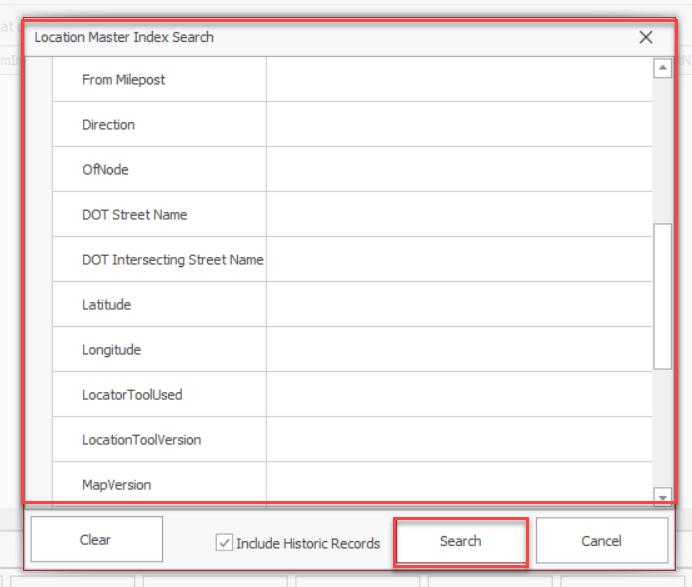 Location Master Index Search
From Milepost
Direction
OfNode
DOT Street Name
DOT Intersecting Street Name
Latitude
Longitude
LocatorToolUsed
LocationToolVersion
MapVersion
Clear
Include Historic Records
Search
Cancel